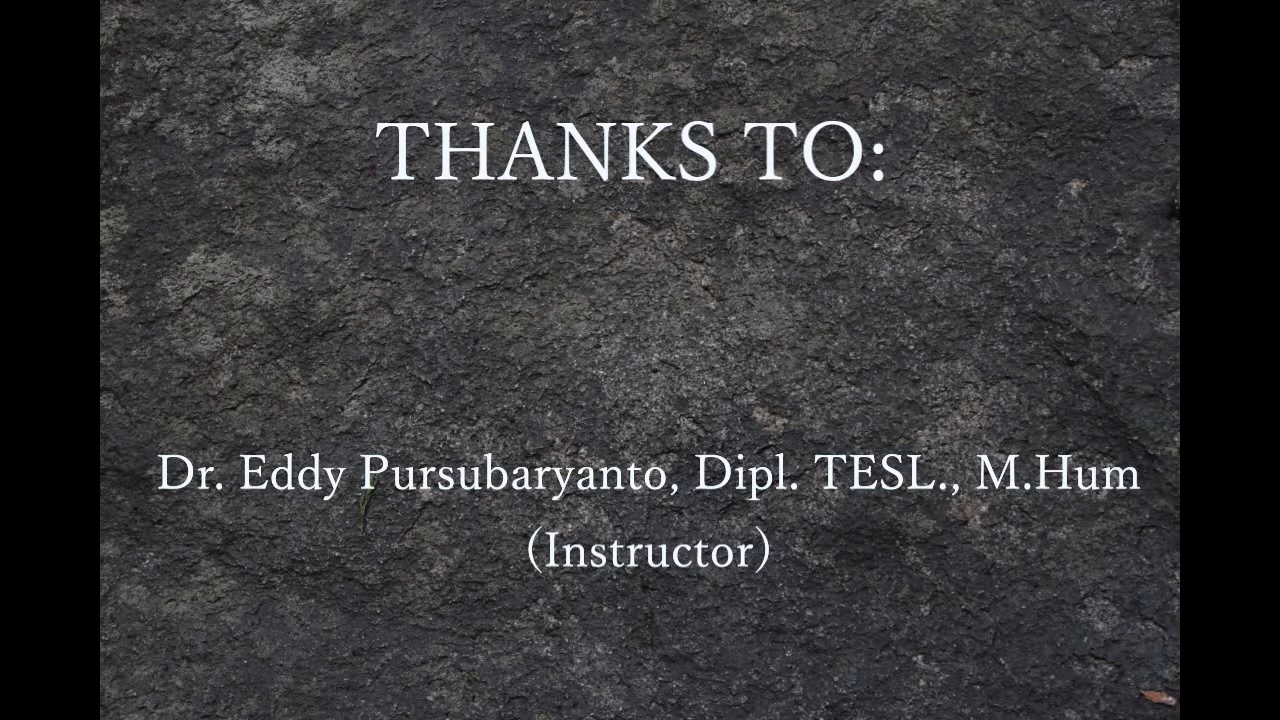 THANKS TO:
Dr. Eddy Pursubaryanto, Dipl. TESL., M.Hum
(Instructor)